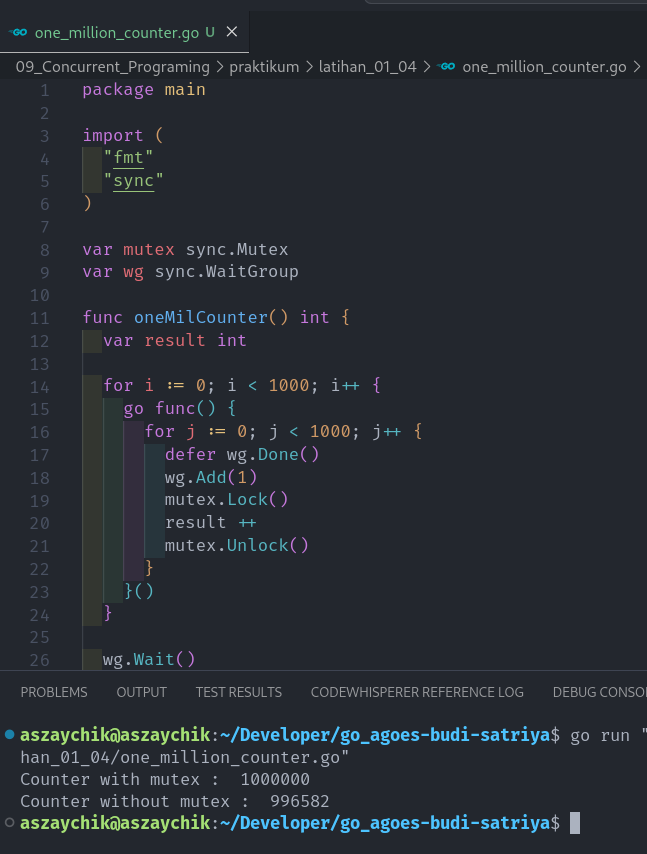 GO one_million_counter.go U ×
09_Concurrent_Programing > praktikum > latihan_01_04 > GO one_million_counter.go >
1 package main
2
3 import (
4 "fmt"
5 "sync"
6 )
7
8 var mutex sync.Mutex
9 var wg sync.WaitGroup
10
11 func oneMilCounter() int {
12 var result int
13
14 for i := 0; i < 1000; i++ {
15 go func() {
16 for j := 0; j < 1000; j++ {
17 defer wg.Done()
18 wg.Add(1)
19 mutex.Lock()
20 result ++
21 mutex.Unlock()
22 }
23 }()
24 }
25
26 wg.Wait()
PROBLEMS OUTPUT TEST RESULTS CODEWHISPERER REFERENCE LOG DEBUG CONSO
aszaychik@aszaychik:~/Developer/go_agoes-budi-satriya$ go run "
han_01_04/one_million_counter.go"
Counter with mutex :  1000000
Counter without mutex :  996582
aszaychik@aszaychik:~/Developer/go_agoes-budi-satriya$